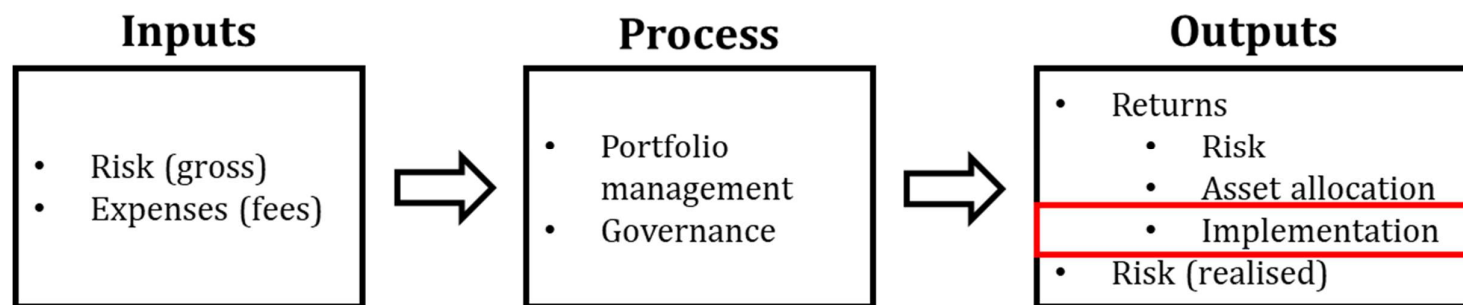 Inputs
• Risk (gross)
• Expenses (fees)
Process
• Portfolio
management
• Governance
Outputs
• Returns
• Risk
• Asset allocation
• Implementation
• Risk (realised)